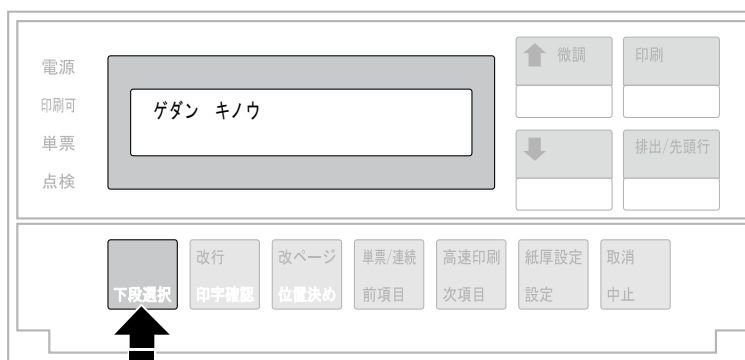 電源
印刷可
単票
点検
ゲダン キノウ
微調
印刷
排出/先頭行
下段選択
改行
印字確認
改ページ
位置決め
単票/連続
前項目
高速印刷
次項目
紙厚設定
設定
取消
中止